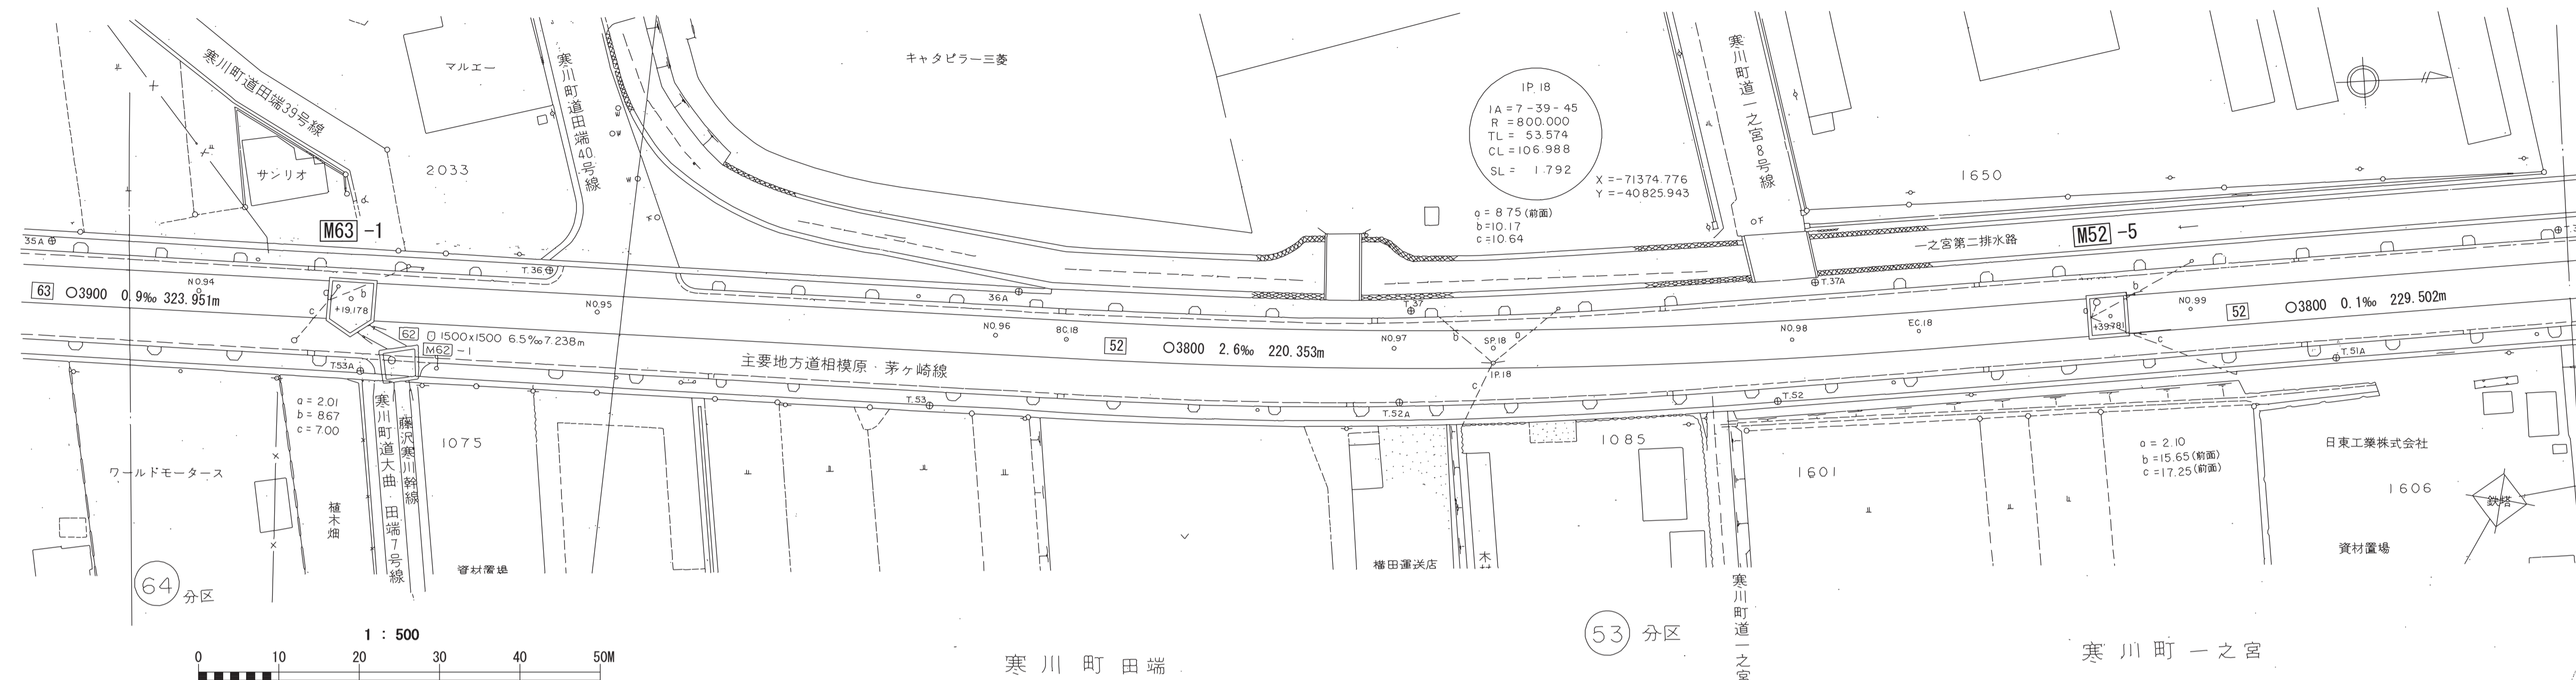 寒川町道田端39号線
マルエー
寒川町道田端40号線
キャタピラー三菱
サンリオ
2033
W
W
W
F
M63 -1
IP.18
IA = 7-39-45
R = 800.000
TL = 53.574
CL = 106.988
SL = 1.792
X = -71374.776
Y = -40825.943
a = 8.75 (前面)
b = 10.17
c = 10.64
寒川町道一之宮8号線
F
1650
一之宮第二排水路
M52 -5
35A
T.36
36A
T.37
T.37A
63 ○3900 0.9‰ 323.951m
NO.94
a
b
c
+19.178
NO.95
62 1500x1500 6.5‰ 7.238m
M62 -1
NO.96
BC.18
52 ○3800 2.6‰ 220.353m
NO.97
SP.18
b
a
c
IP.18
NO.98
EC.18
a
b
c
+39.781
NO.99
52 ○3800 0.1‰ 229.502m
主要地方道相模原・茅ヶ崎線
T.53A
T.53
T.52A
T.52
T.51A
a = 2.01
b = 8.67
c = 7.00
寒川町道大曲・田端7号線
藤沢寒川幹線
1075
ワールドモータース
植木畑
資材置場
横田運送店
1085
1601
a = 2.10
b = 15.65 (前面)
c = 17.25 (前面)
日東工業株式会社
1606
鉄塔
資材置場
寒川町道一之宮
64 分区
53 分区
寒川町 田端
寒川町一之宮
1 : 500
0 10 20 30 40 50M